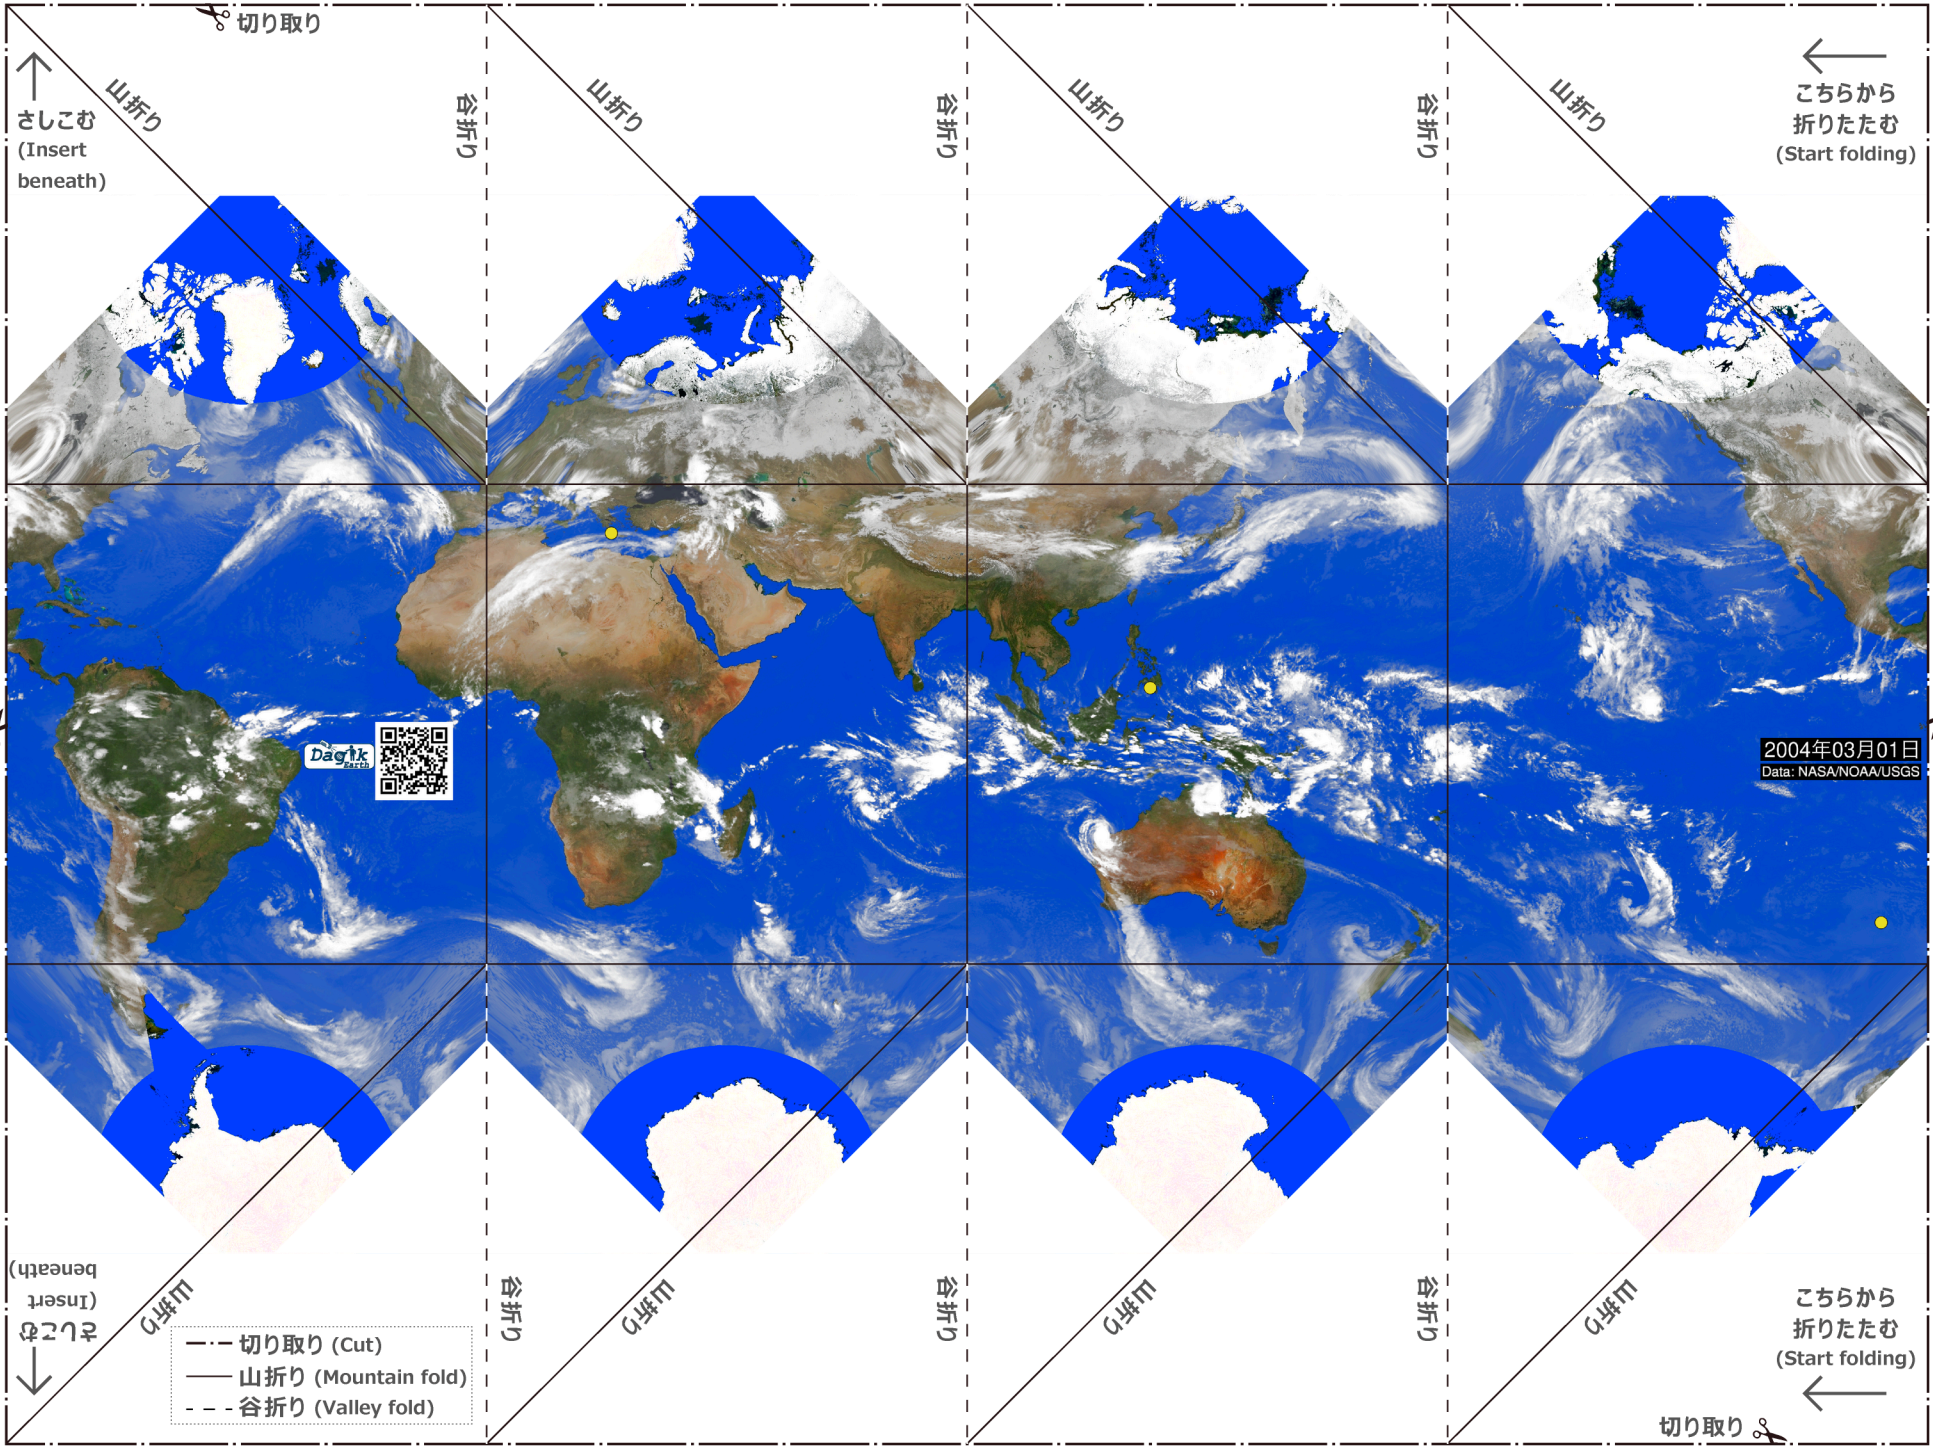 切り取り
山折り
谷折り
山折り
谷折り
山折り
谷折り
山折り
さしこむ
(Insert
beneath)
こちらから
折りたたむ
(Start folding)
Dagik
Earth
2004年03月01日
Data: NASA/NOAA/USGS
さしこむ
(Insert
beneath)
山折り
谷折り
山折り
谷折り
山折り
谷折り
山折り
切り取り (Cut)
山折り (Mountain fold)
谷折り (Valley fold)
こちらから
折りたたむ
(Start folding)
切り取り